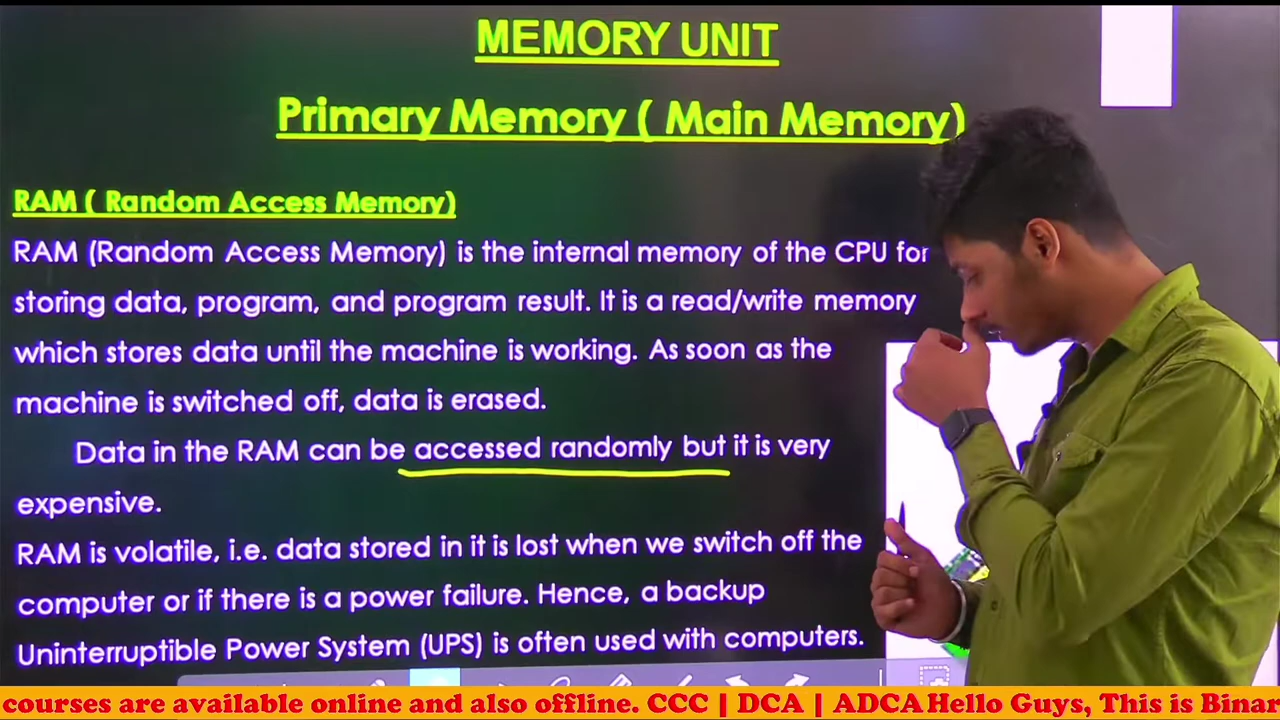 MEMORY UNIT
Primary Memory ( Main Memory)
RAM ( Random Access Memory)
RAM (Random Access Memory) is the internal memory of the CPU for
storing data, program, and program result. It is a read/write memory
which stores data until the machine is working. As soon as the
machine is switched off, data is erased.
Data in the RAM can be accessed randomly but it is very
expensive.
RAM is volatile, i.e. data stored in it is lost when we switch off the
computer or if there is a power failure. Hence, a backup
Uninterruptible Power System (UPS) is often used with computers.
courses are available online and also offline. CCC | DCA | ADCA Hello Guys, This is Binar